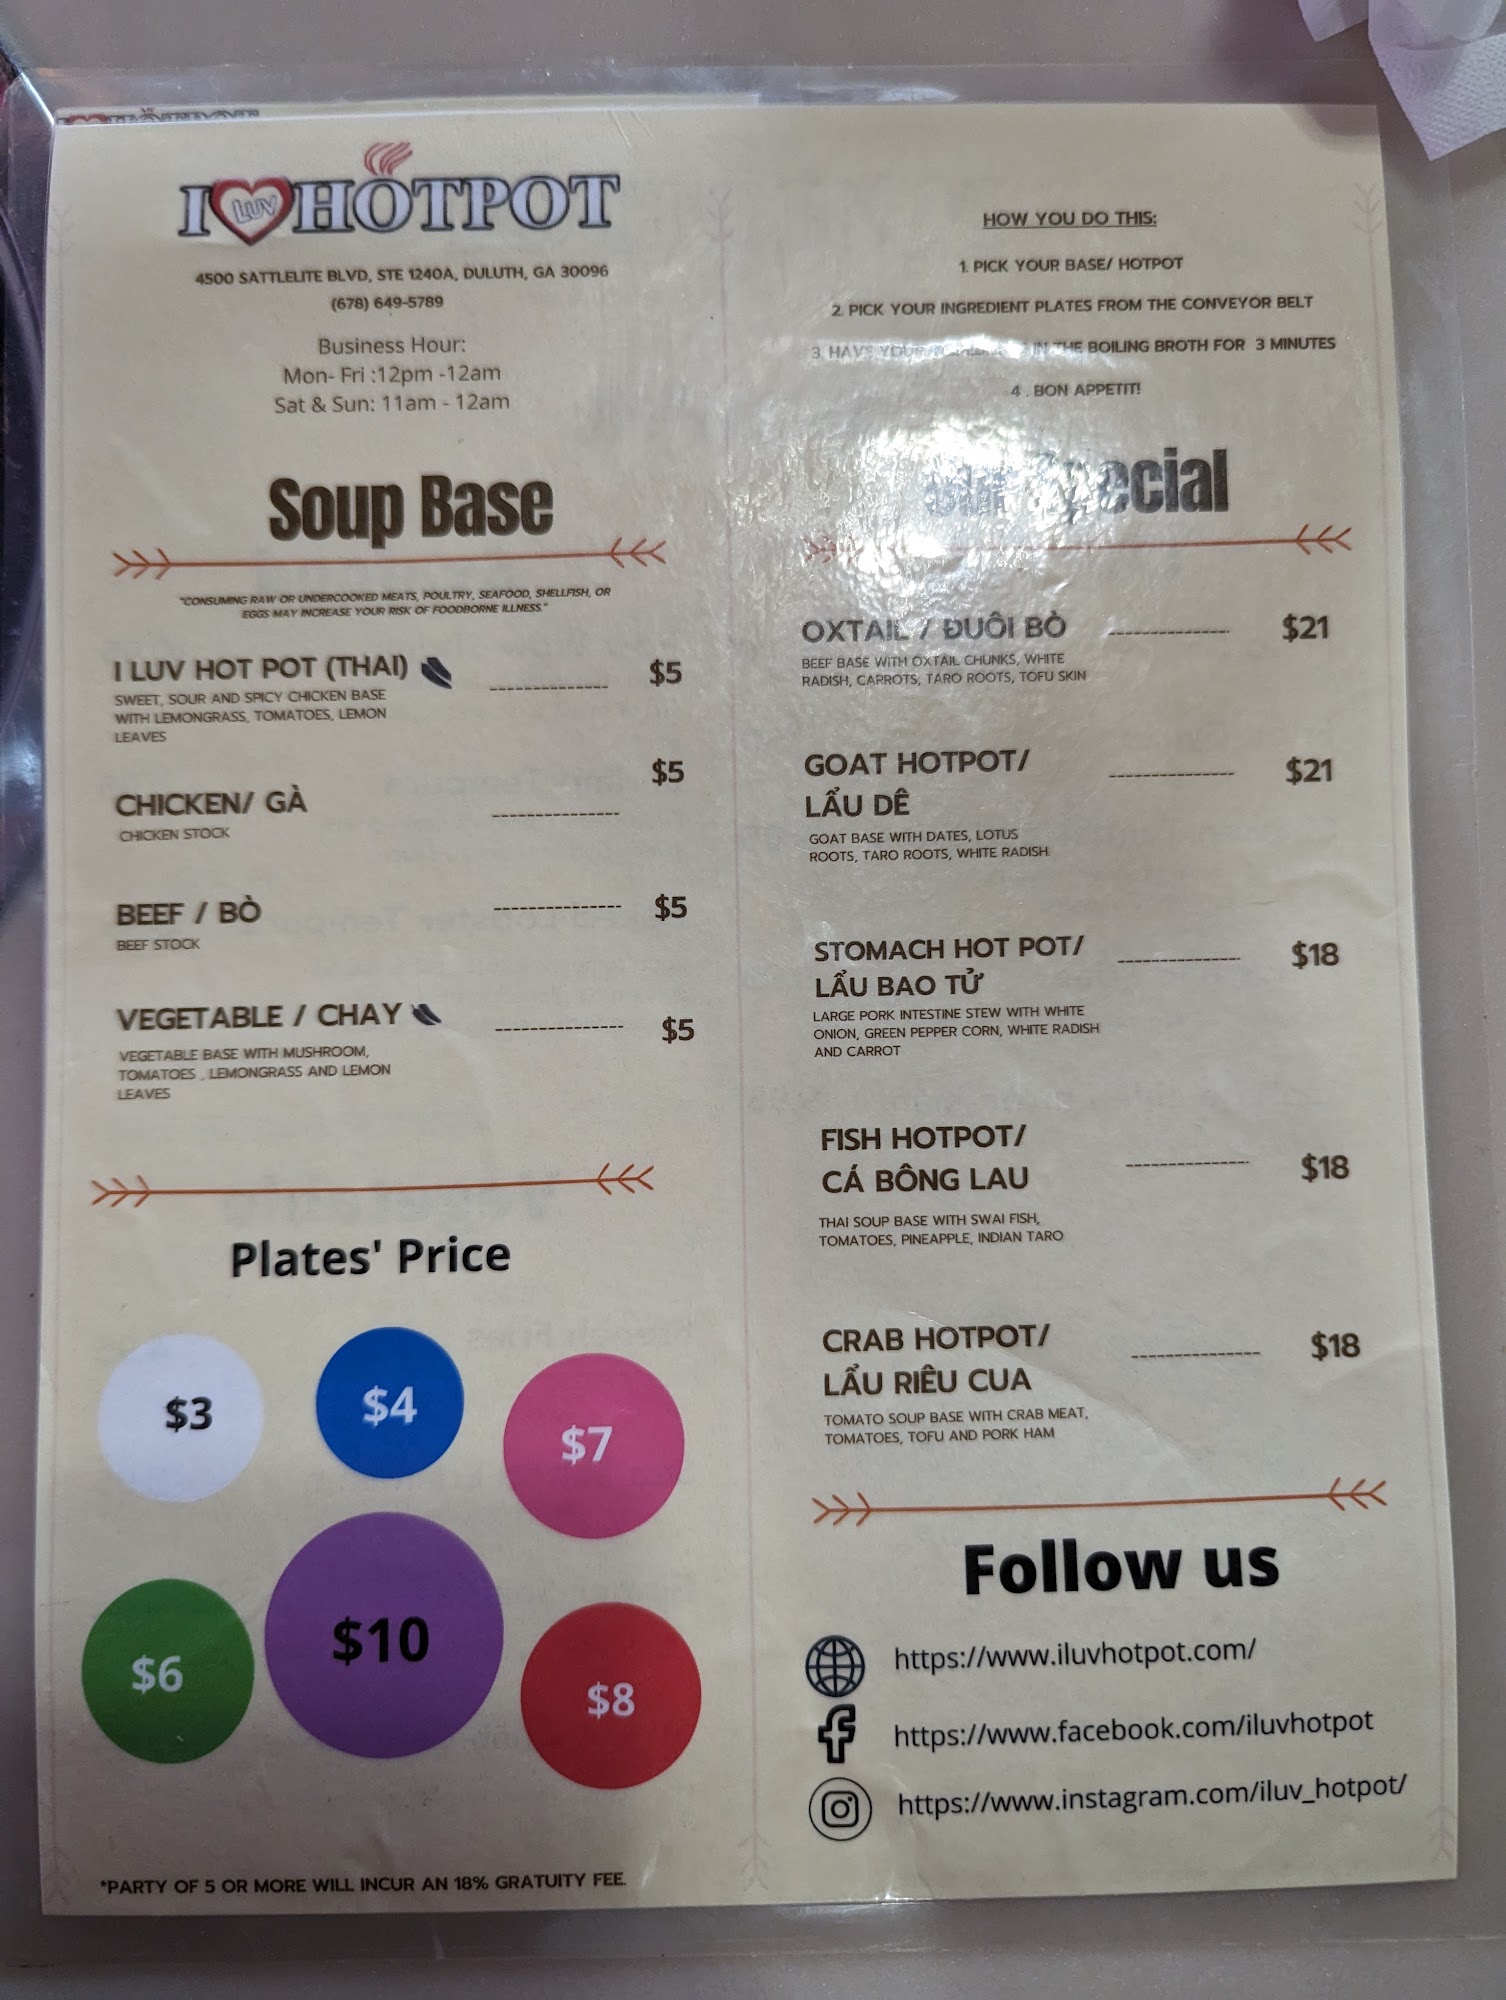 I LUV HOTPOT
4500 SATTLELITE BLVD, STE 1240A, DULUTH, GA 30096
(678) 649-5789
Business Hour:
Mon- Fri :12pm -12am
Sat & Sun: 11am - 12am
Soup Base
"CONSUMING RAW OR UNDERCOOKED MEATS, POULTRY, SEAFOOD, SHELLFISH, OR
EGGS MAY INCREASE YOUR RISK OF FOODBORNE ILLNESS."
I LUV HOT POT (THAI) $5
SWEET, SOUR AND SPICY CHICKEN BASE
WITH LEMONGRASS, TOMATOES, LEMON
LEAVES
CHICKEN/ GÀ $5
CHICKEN STOCK
BEEF / BÒ $5
BEEF STOCK
VEGETABLE / CHAY $5
VEGETABLE BASE WITH MUSHROOM,
TOMATOES , LEMONGRASS AND LEMON
LEAVES
Plates' Price
$3
$4
$7
$6
$10
$8
*PARTY OF 5 OR MORE WILL INCUR AN 18% GRATUITY FEE.
HOW YOU DO THIS:
1. PICK YOUR BASE/ HOTPOT
2. PICK YOUR INGREDIENT PLATES FROM THE CONVEYOR BELT
3. HAVE YOUR IN THE BOILING BROTH FOR 3 MINUTES
4 . BON APPETIT!
Special
OXTAIL / ĐUÔI BÒ $21
BEEF BASE WITH OXTAIL CHUNKS, WHITE
RADISH, CARROTS, TARO ROOTS, TOFU SKIN
GOAT HOTPOT/ $21
LẨU DÊ
GOAT BASE WITH DATES, LOTUS
ROOTS, TARO ROOTS, WHITE RADISH
STOMACH HOT POT/ $18
LẨU BAO TỬ
LARGE PORK INTESTINE STEW WITH WHITE
ONION, GREEN PEPPER CORN, WHITE RADISH
AND CARROT
FISH HOTPOT/ $18
CÁ BÔNG LAU
THAI SOUP BASE WITH SWAI FISH,
TOMATOES, PINEAPPLE, INDIAN TARO
CRAB HOTPOT/ $18
LẨU RIÊU CUA
TOMATO SOUP BASE WITH CRAB MEAT,
TOMATOES, TOFU AND PORK HAM
Follow us
https://www.iluvhotpot.com/
https://www.facebook.com/iluvhotpot
https://www.instagram.com/iluv_hotpot/